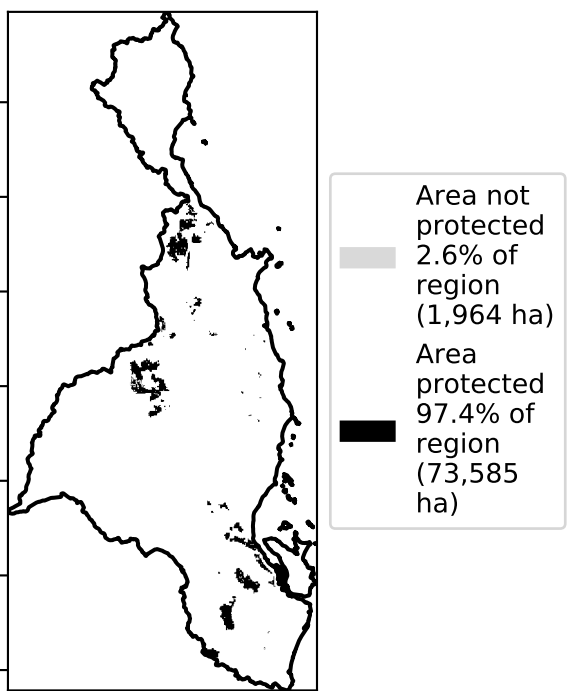 Area not
protected
2.6% of
region
(1,964 ha)
Area
protected
97.4% of
region
(73,585
ha)